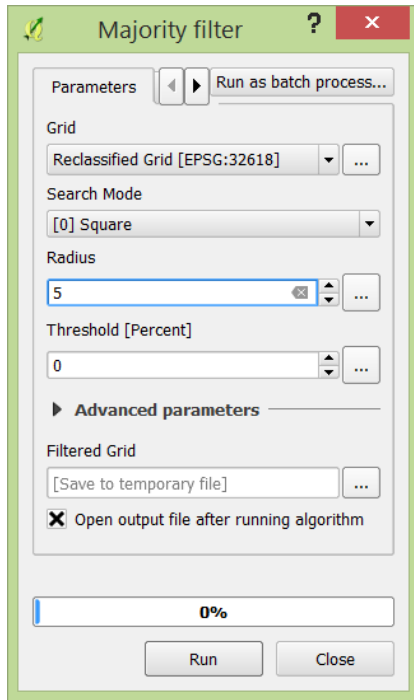 Majority filter ? ×
Parameters Run as batch process...
Grid
Reclassified Grid [EPSG:32618] ...
Search Mode
[0] Square
Radius
5 ...
Threshold [Percent]
0 ...
Advanced parameters
Filtered Grid
[Save to temporary file] ...
Open output file after running algorithm
0%
Run Close